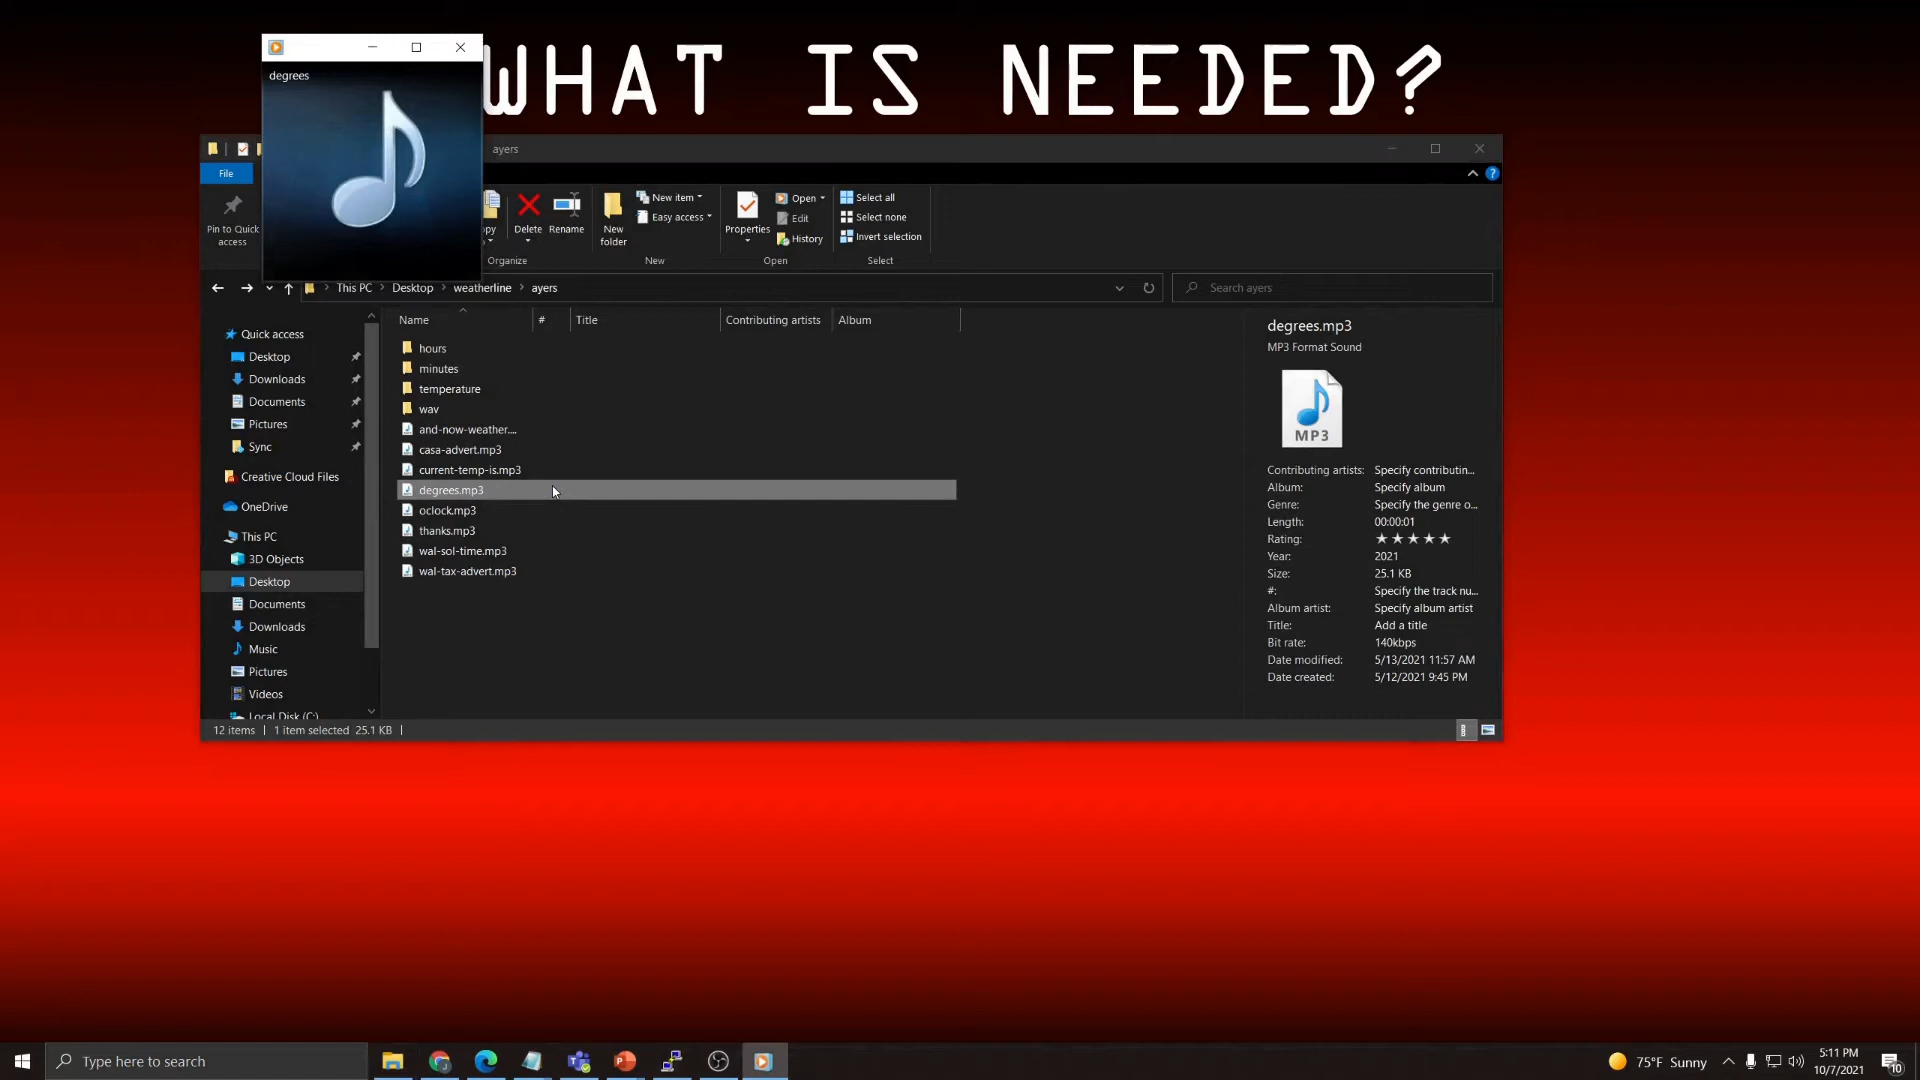 WHAT IS NEEDED?
degrees
ayers
File
Pin to Quick
access
Delete
Rename
New
folder
New item
Easy access
Properties
Open
Edit
History
Select all
Select none
Invert selection
Organize
New
Open
Select
This PC
Desktop
weatherline
ayers
Search ayers
Name
#
Title
Contributing artists
Album
Quick access
Desktop
Downloads
Documents
Pictures
Sync
Creative Cloud Files
OneDrive
This PC
3D Objects
Desktop
Documents
Downloads
Music
Pictures
Videos
Local Disk (C:)
hours
minutes
temperature
wav
and-now-weather....
casa-advert.mp3
current-temp-is.mp3
degrees.mp3
oclock.mp3
thanks.mp3
wal-sol-time.mp3
wal-tax-advert.mp3
degrees.mp3
MP3 Format Sound
MP3
Contributing artists: Specify contributin...
Album: Specify album
Genre: Specify the genre o...
Length: 00:00:01
Rating:
Year: 2021
Size: 25.1 KB
#: Specify the track nu...
Album artist: Specify album artist
Title: Add a title
Bit rate: 140kbps
Date modified: 5/13/2021 11:57 AM
Date created: 5/12/2021 9:45 PM
12 items
1 item selected 25.1 KB
Type here to search
75°F Sunny
5:11 PM
10/7/2021
10